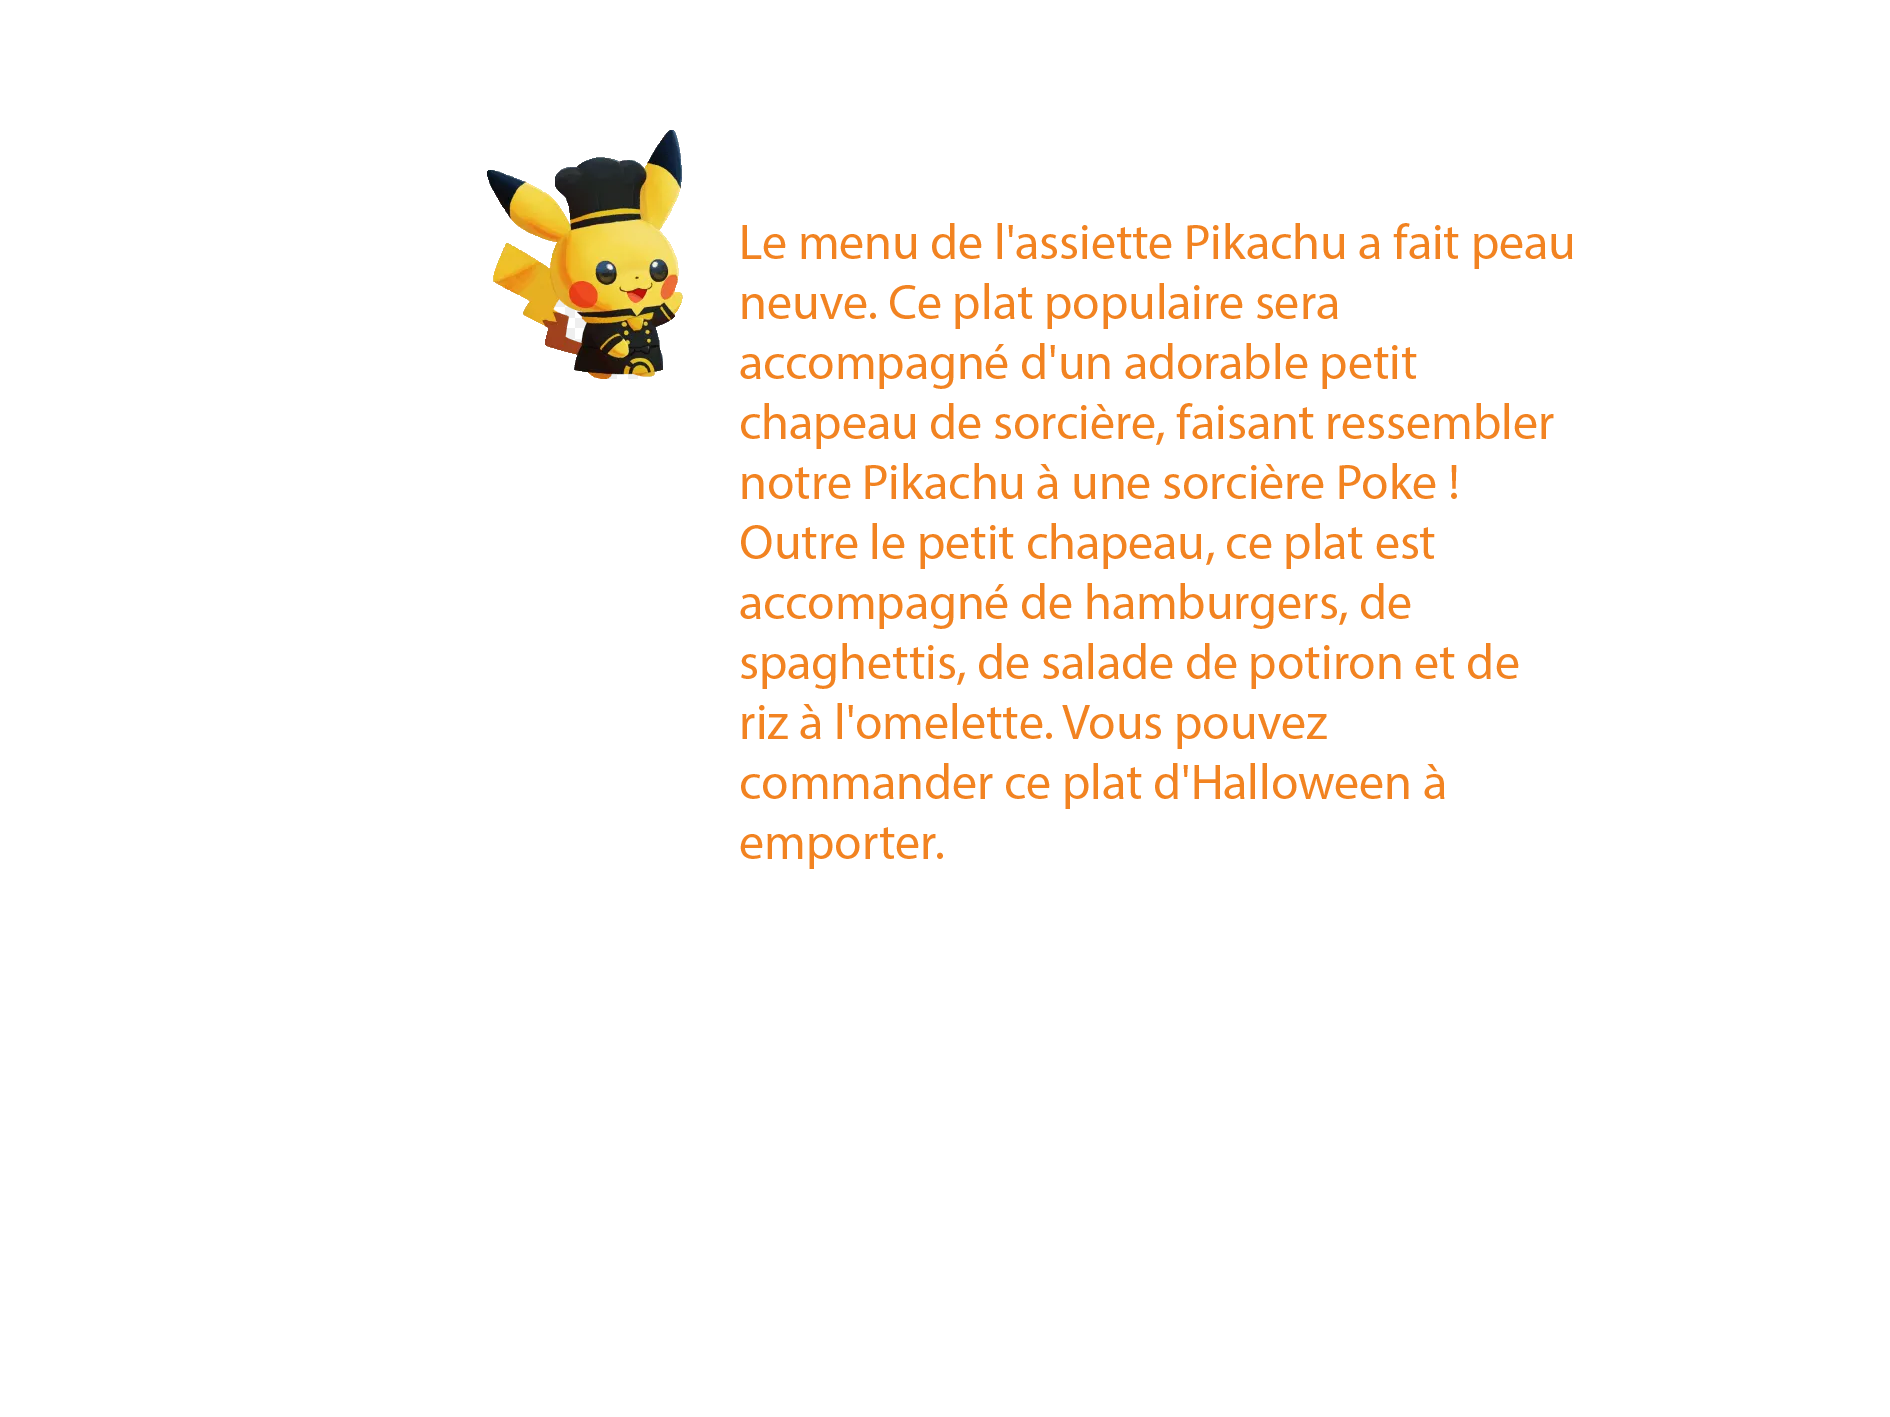 Le menu de l'assiette Pikachu a fait peau
neuve. Ce plat populaire sera
accompagné d'un adorable petit
chapeau de sorcière, faisant ressembler
notre Pikachu à une sorcière Poke !
Outre le petit chapeau, ce plat est
accompagné de hamburgers, de
spaghettis, de salade de potiron et de
riz à l'omelette. Vous pouvez
commander ce plat d'Halloween à
emporter.